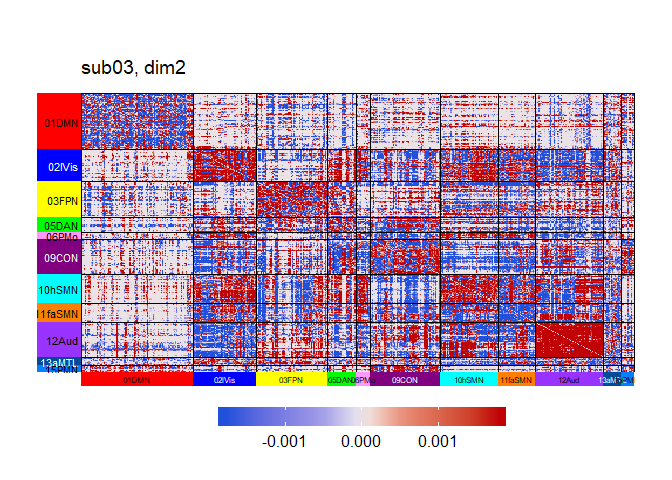 sub03, dim2
01DMN
02lVis
03FPN
05DAN
06PMo
09CON
10hSMN
11faSMN
12Aud
13aMTL
01DMN
02lVis
03FPN
05DAN
09CON
10hSMN
11faSMN
12Aud
-0.001 0.000 0.001